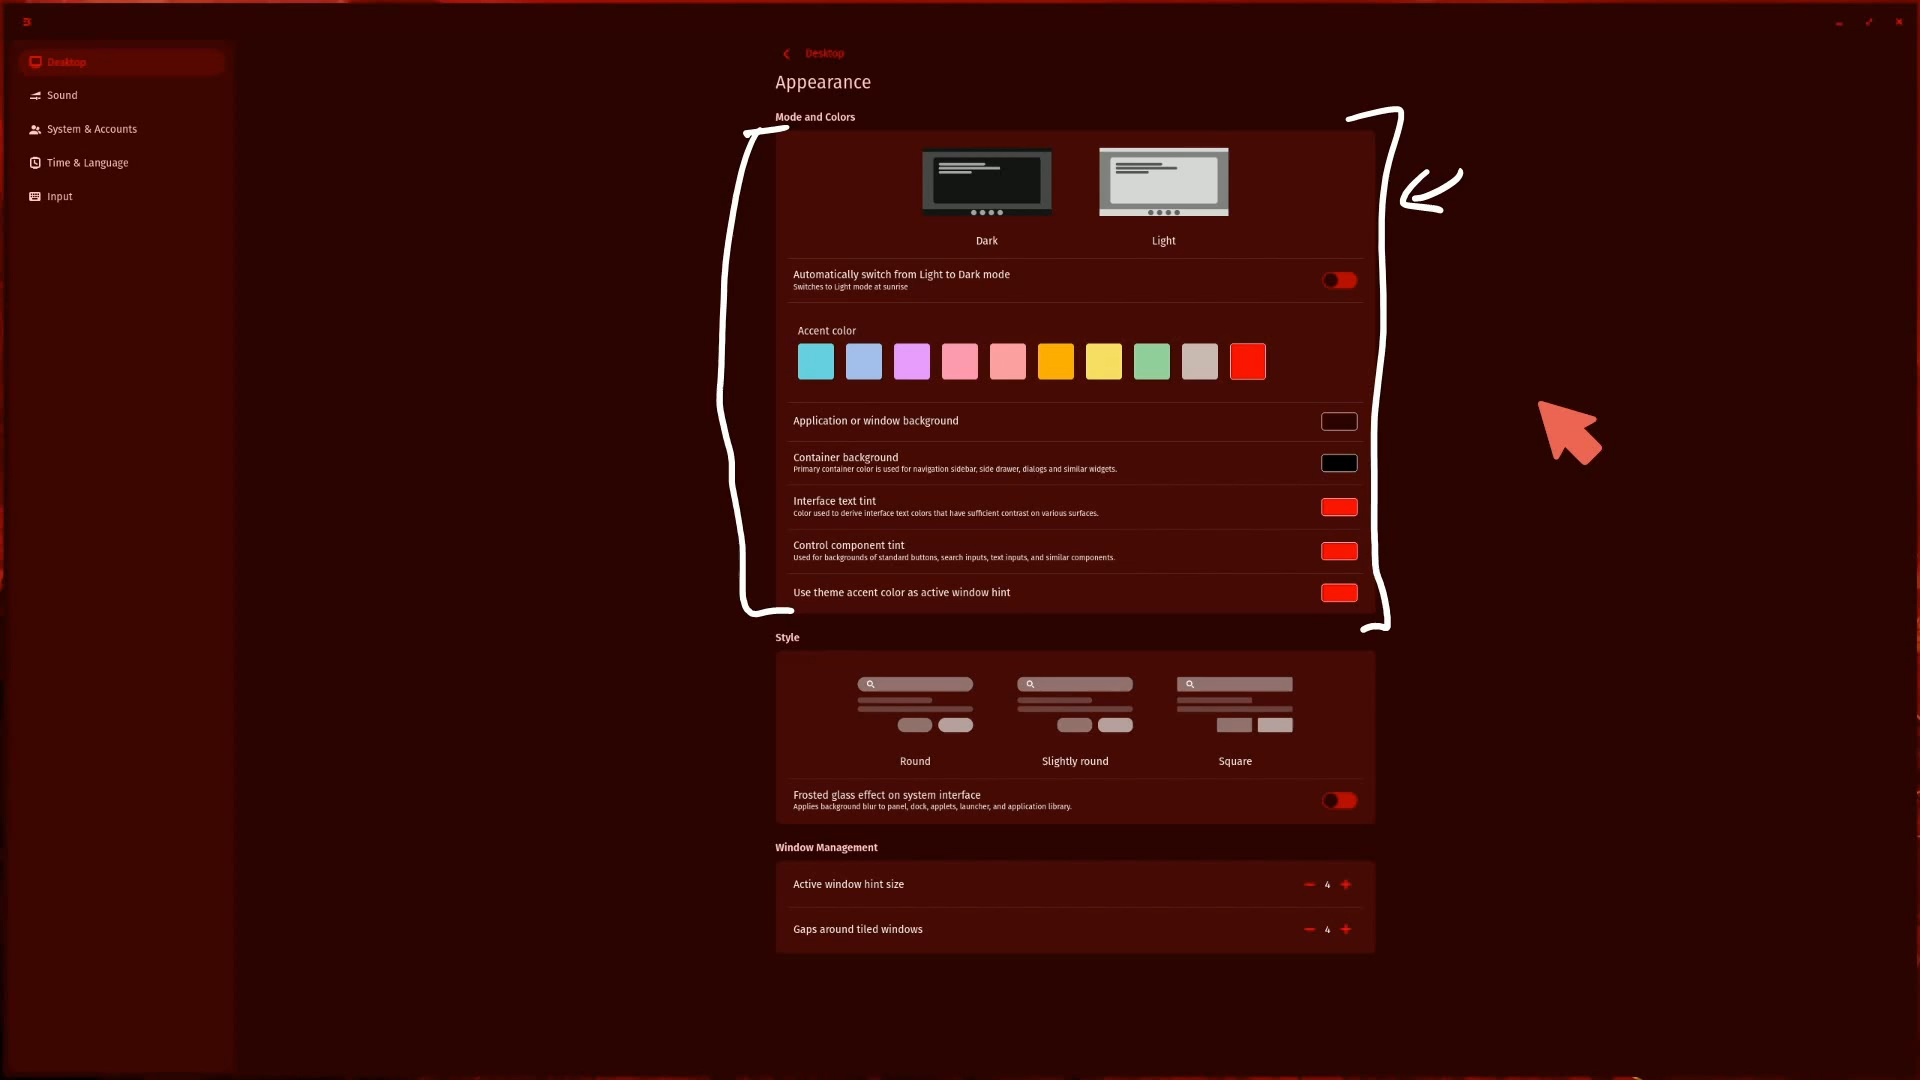 Desktop
Desktop
Sound
System & Accounts
Time & Language
Input
Appearance
Mode and Colors
Dark
Light
Automatically switch from Light to Dark mode
Switches to Light mode at sunrise
Accent color
Application or window background
Container background
Primary container color is used for navigation sidebar, side drawer, dialogs and similar widgets.
Interface text tint
Color used to derive interface text colors that have sufficient contrast on various surfaces.
Control component tint
Used for backgrounds of standard buttons, search inputs, text inputs, and similar components.
Use theme accent color as active window hint
Style
Round
Slightly round
Square
Frosted glass effect on system interface
Applies background blur to panel, dock, applets, launcher, and application library.
Window Management
Active window hint size
4
Gaps around tiled windows
4